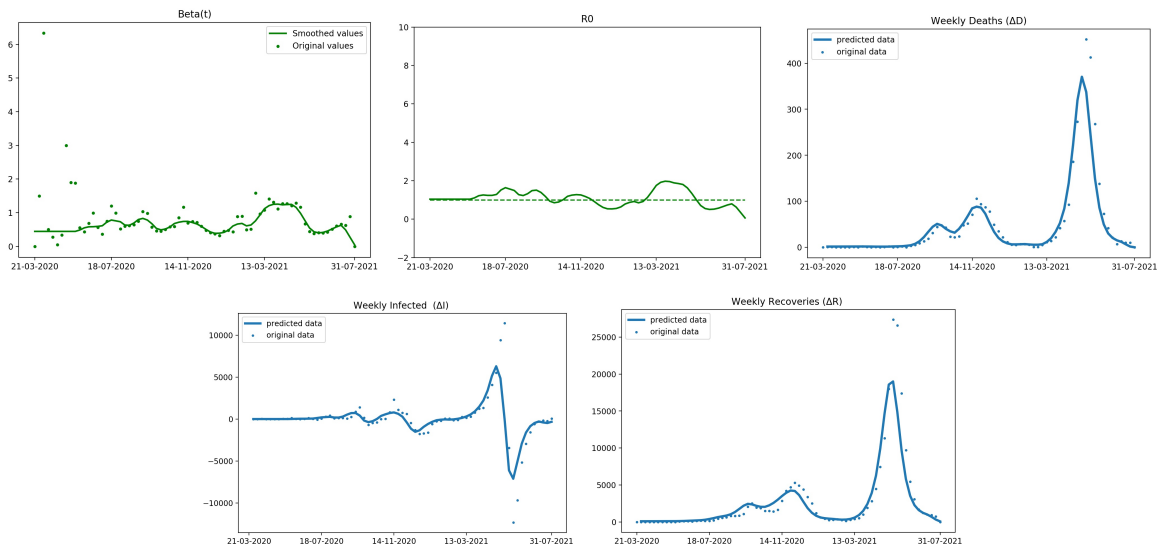 Beta(t)
Smoothed values
Original values
6
5
4
3
2
1
0
21-03-2020 18-07-2020 14-11-2020 13-03-2021 31-07-2021
R0
10
8
6
4
2
0
−2
21-03-2020 18-07-2020 14-11-2020 13-03-2021 31-07-2021
Weekly Deaths (ΔD)
predicted data
original data
400
300
200
100
0
21-03-2020 18-07-2020 14-11-2020 13-03-2021 31-07-2021
Weekly Infected (ΔI)
predicted data
original data
10000
5000
0
−5000
−10000
21-03-2020 18-07-2020 14-11-2020 13-03-2021 31-07-2021
Weekly Recoveries (ΔR)
predicted data
original data
25000
20000
15000
10000
5000
0
21-03-2020 18-07-2020 14-11-2020 13-03-2021 31-07-2021